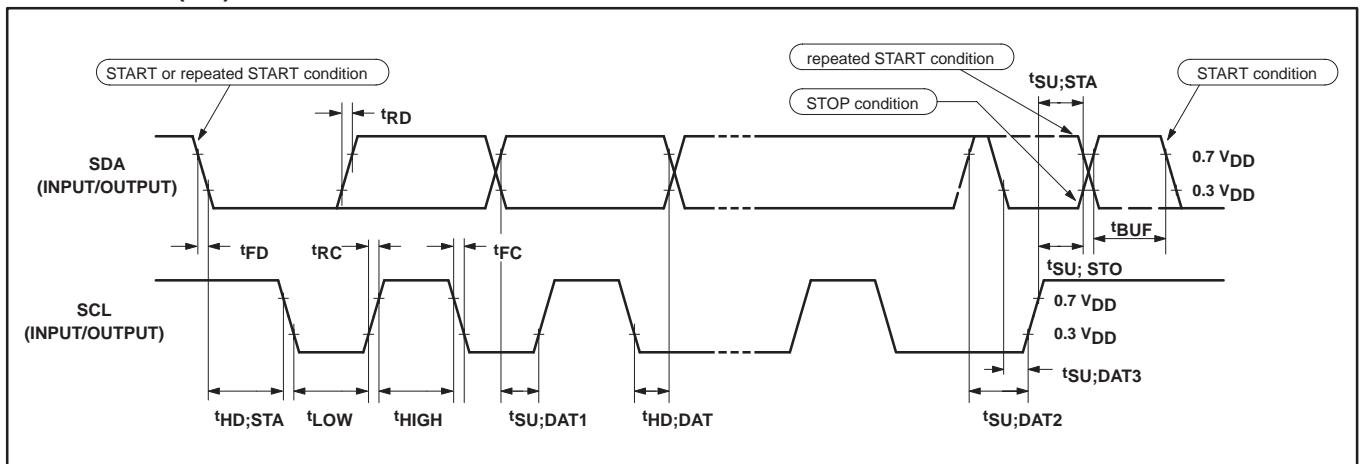 START or repeated START condition
repeated START condition
STOP condition
tSU;STA
START condition
tRD
SDA
(INPUT/OUTPUT)
0.7 VDD
0.3 VDD
tFD
tRC
tFC
tBUF
tSU; STO
SCL
(INPUT/OUTPUT)
0.7 VDD
0.3 VDD
tSU;DAT3
tHD;STA
tLOW
tHIGH
tSU;DAT1
tHD;DAT
tSU;DAT2